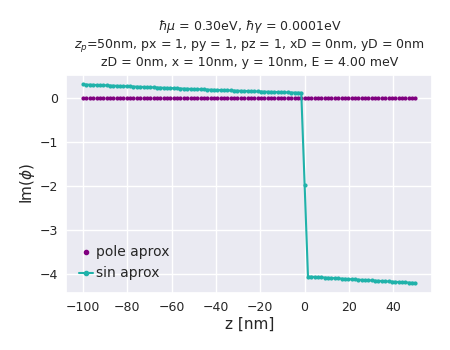 ℏμ = 0.30eV, ℏγ = 0.0001eV
z_p=50nm, px = 1, py = 1, pz = 1, xD = 0nm, yD = 0nm
zD = 0nm, x = 10nm, y = 10nm, E = 4.00 meV
Im(ϕ)
0
−1
−2
−3
−4
pole aprox
sin aprox
−100 −80 −60 −40 −20 0 20 40
z [nm]